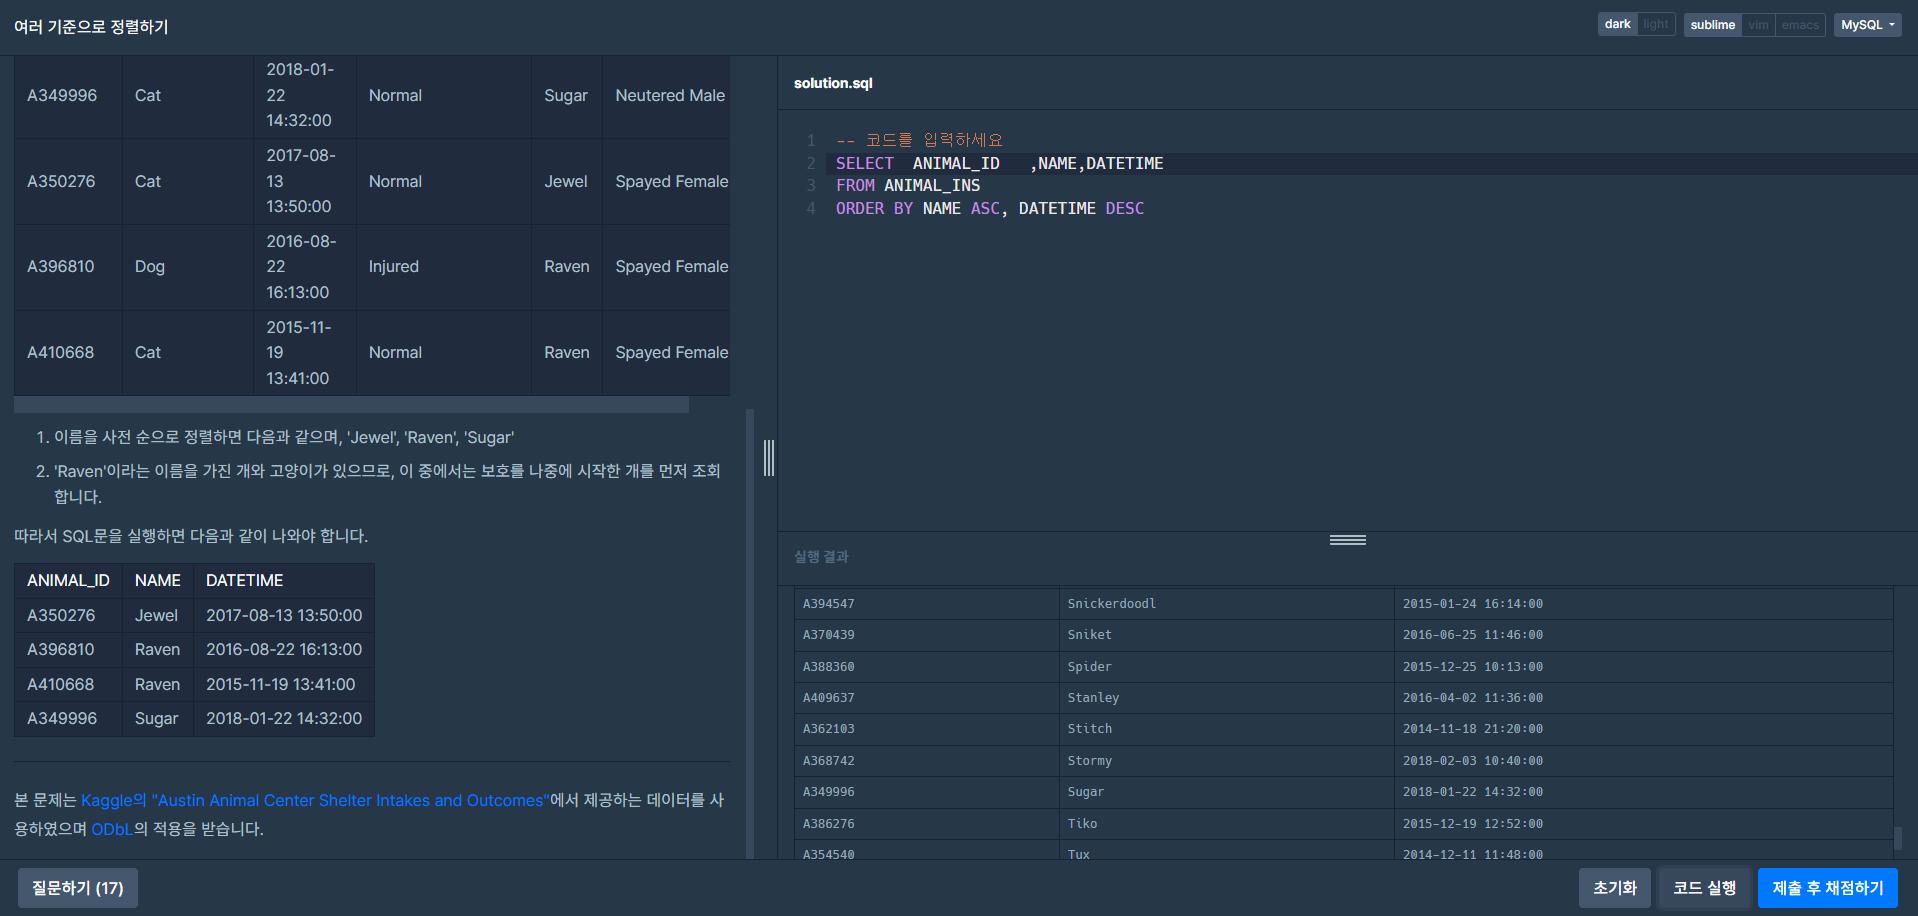 여러 기준으로 정렬하기
dark light sublime vim emacs MySQL
A349996 Cat 2018-01-22 14:32:00 Normal Sugar Neutered Male
A350276 Cat 2017-08-13 13:50:00 Normal Jewel Spayed Female
A396810 Dog 2016-08-22 16:13:00 Injured Raven Spayed Female
A410668 Cat 2015-11-19 13:41:00 Normal Raven Spayed Female
1. 이름을 사전 순으로 정렬하면 다음과 같으며, 'Jewel', 'Raven', 'Sugar'
2. 'Raven'이라는 이름을 가진 개와 고양이가 있으므로, 이 중에서는 보호를 나중에 시작한 개를 먼저 조회
합니다.
따라서 SQL문을 실행하면 다음과 같이 나와야 합니다.
ANIMAL_ID NAME DATETIME
A350276 Jewel 2017-08-13 13:50:00
A396810 Raven 2016-08-22 16:13:00
A410668 Raven 2015-11-19 13:41:00
A349996 Sugar 2018-01-22 14:32:00
본 문제는 Kaggle의 "Austin Animal Center Shelter Intakes and Outcomes"에서 제공하는 데이터를 사
용하였으며 ODbL의 적용을 받습니다.
solution.sql
1 -- 코드를 입력하세요
2 SELECT  ANIMAL_ID   ,NAME,DATETIME
3 FROM ANIMAL_INS
4 ORDER BY NAME ASC, DATETIME DESC
실행 결과
A394547 Snickerdoodl 2015-01-24 16:14:00
A370439 Sniket 2016-06-25 11:46:00
A388360 Spider 2015-12-25 10:13:00
A409637 Stanley 2016-04-02 11:36:00
A362103 Stitch 2014-11-18 21:20:00
A368742 Stormy 2018-02-03 10:40:00
A349996 Sugar 2018-01-22 14:32:00
A386276 Tiko 2015-12-19 12:52:00
A354540 Tux 2014-12-11 11:48:00
질문하기 (17) 초기화 코드 실행 제출 후 채점하기